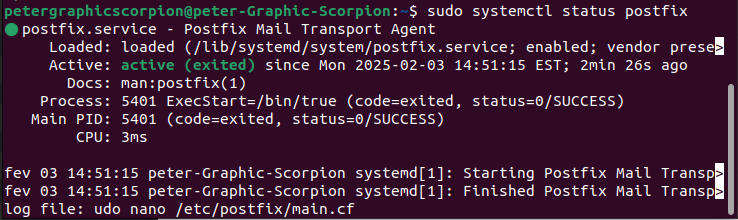 petergraphicscorpion@peter-Graphic-Scorpion:~$ sudo systemctl status postfix
● postfix.service - Postfix Mail Transport Agent
Loaded: loaded (/lib/systemd/system/postfix.service; enabled; vendor prese>
Active: active (exited) since Mon 2025-02-03 14:51:15 EST; 2min 26s ago
Docs: man:postfix(1)
Process: 5401 ExecStart=/bin/true (code=exited, status=0/SUCCESS)
Main PID: 5401 (code=exited, status=0/SUCCESS)
CPU: 3ms
fev 03 14:51:15 peter-Graphic-Scorpion systemd[1]: Starting Postfix Mail Transp>
fev 03 14:51:15 peter-Graphic-Scorpion systemd[1]: Finished Postfix Mail Transp>
log file: udo nano /etc/postfix/main.cf